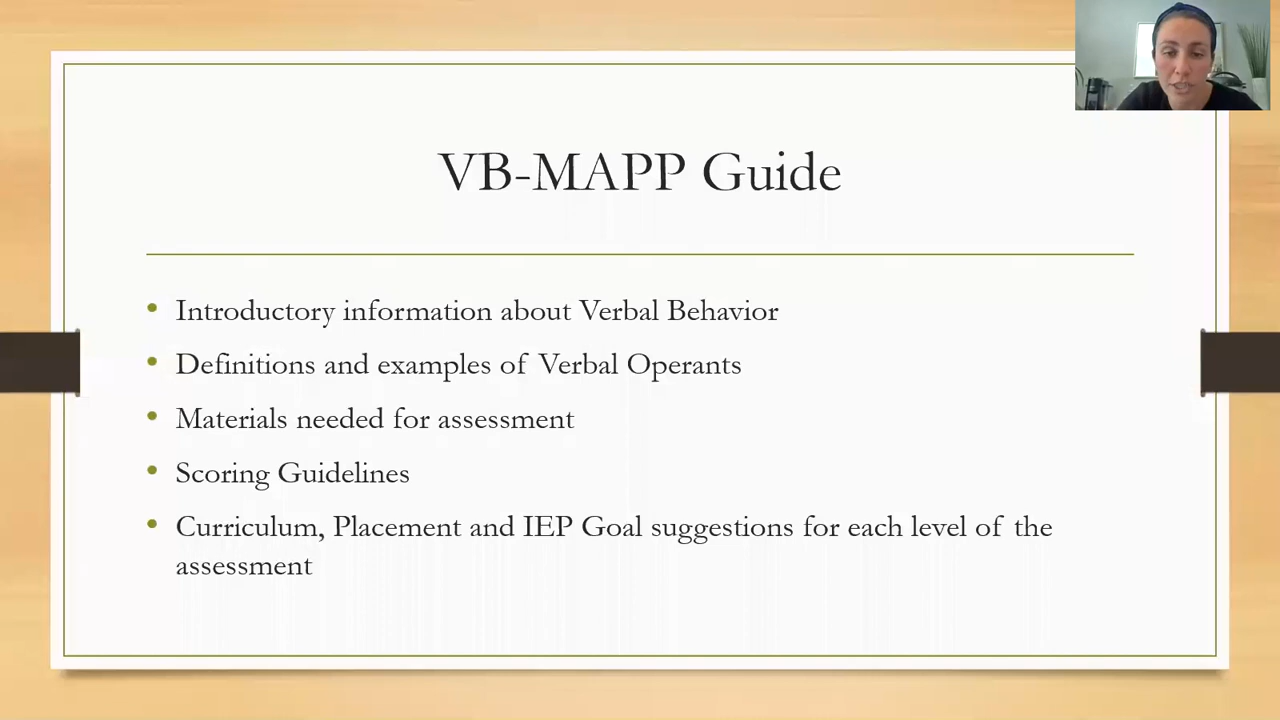 VB-MAPP Guide
Introductory information about Verbal Behavior
Definitions and examples of Verbal Operants
Materials needed for assessment
Scoring Guidelines
Curriculum, Placement and IEP Goal suggestions for each level of the
assessment